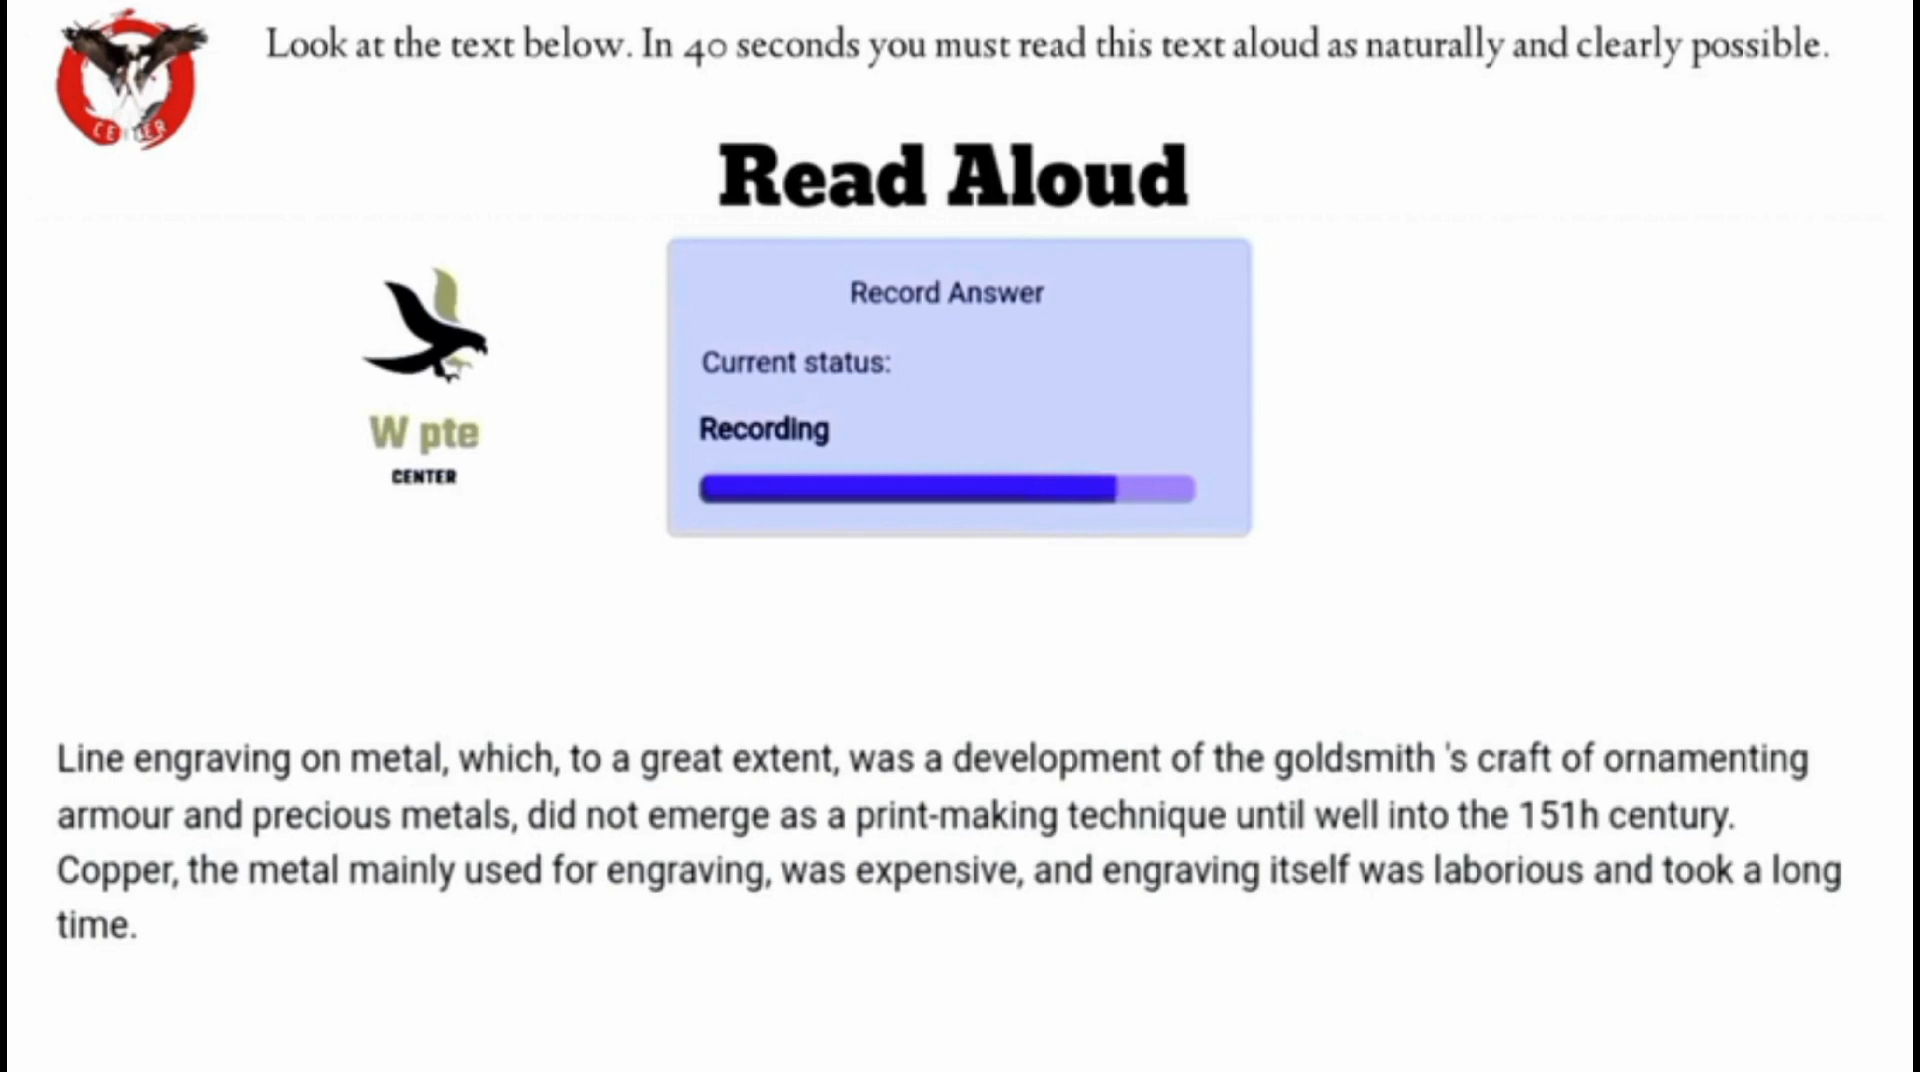 Look at the text below. In 40 seconds you must read this text aloud as naturally and clearly possible.
CENTER
Read Aloud
Record Answer
Current status:
Recording
W pte
CENTER
Line engraving on metal, which, to a great extent, was a development of the goldsmith 's craft of ornamenting
armour and precious metals, did not emerge as a print-making technique until well into the 151h century.
Copper, the metal mainly used for engraving, was expensive, and engraving itself was laborious and took a long
time.